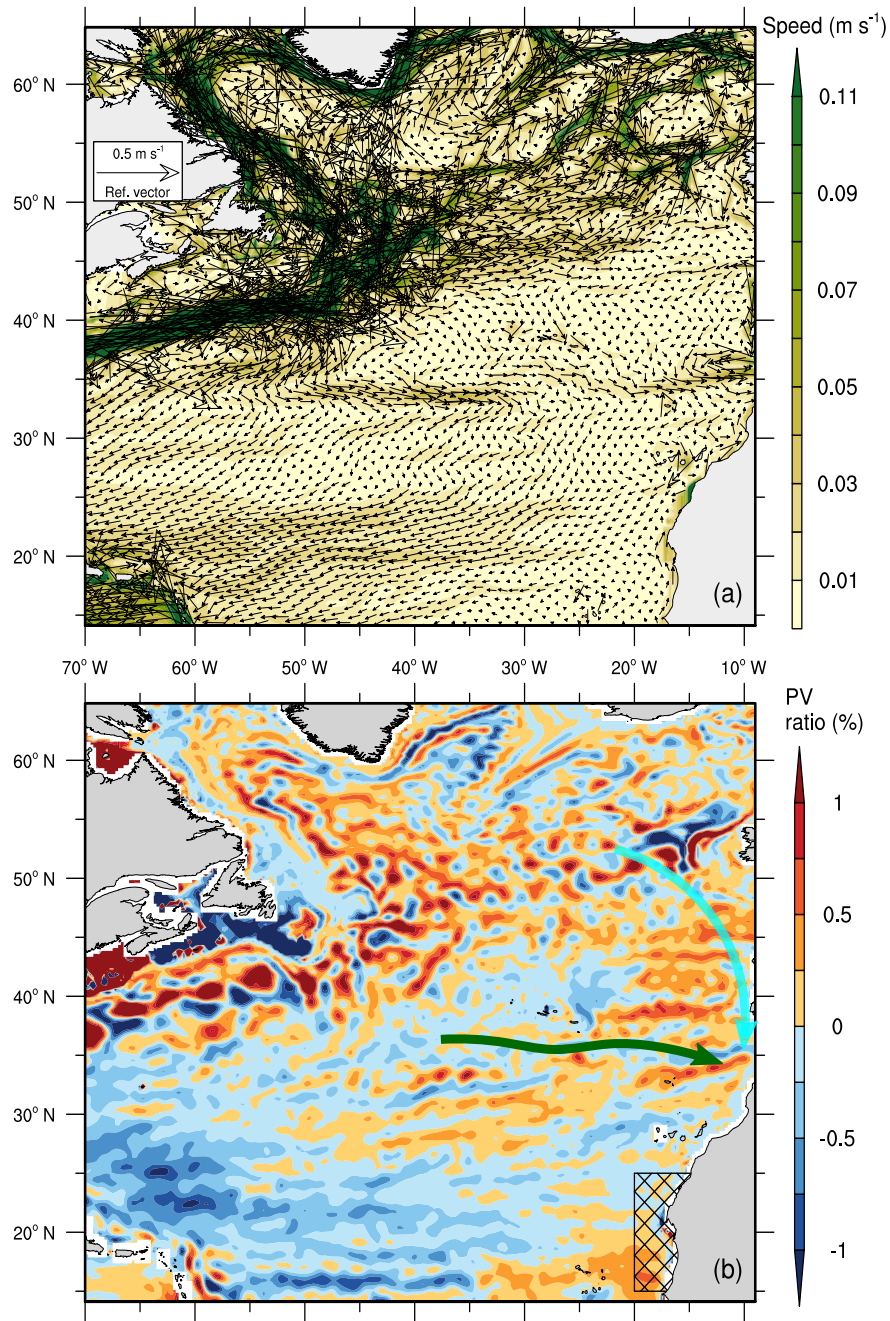 Speed (m s⁻¹)
60° N
0.11
0.5 m s⁻¹
Ref. vector
50° N
0.09
0.07
40° N
0.05
30° N
0.03
20° N
0.01
(a)
70° W
60° W
50° W
40° W
30° W
20° W
10° W
PV
ratio (%)
60° N
1
50° N
0.5
40° N
0
30° N
-0.5
20° N
-1
(b)